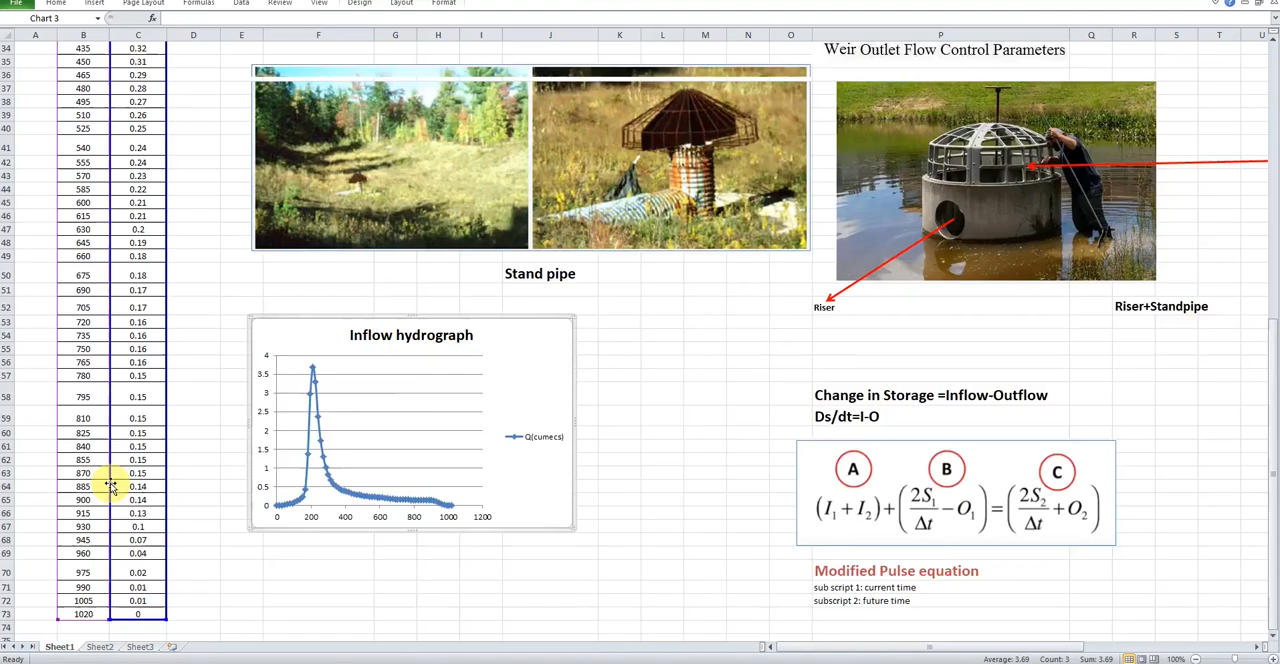 File Home Insert Page Layout Formulas Data Review View Design Layout Format
Chart 3 fx
A B C D E F G H I J K L M N O P Q R S T U
34 435 0.32
35 450 0.31
36 465 0.29
37 480 0.28
38 495 0.27
39 510 0.26
40 525 0.25
41 540 0.24
42 555 0.24
43 570 0.23
44 585 0.22
45 600 0.21
46 615 0.21
47 630 0.2
48 645 0.19
49 660 0.18
50 675 0.18
51 690 0.17
52 705 0.17
53 720 0.16
54 735 0.16
55 750 0.16
56 765 0.16
57 780 0.15
58 795 0.15
59 810 0.15
60 825 0.15
61 840 0.15
62 855 0.15
63 870 0.15
64 885 0.14
65 900 0.14
66 915 0.13
67 930 0.1
68 945 0.07
69 960 0.04
70 975 0.02
71 990 0.01
72 1005 0.01
73 1020 0
74
75
Stand pipe
Inflow hydrograph
4
3.5
3
2.5
2
1.5
1
0.5
0
0 200 400 600 800 1000 1200
Q(cumecs)
Weir Outlet Flow Control Parameters
Riser
Riser+Standpipe
Change in Storage =Inflow-Outflow
Ds/dt=I-O
A B C
(I₁ + I₂) + (2S₁/Δt − O₁) = (2S₂/Δt + O₂)
Modified Pulse equation
sub script 1: current time
subscript 2: future time
Sheet1 Sheet2 Sheet3
Ready Average: 3.69 Count: 3 Sum: 3.69 100%